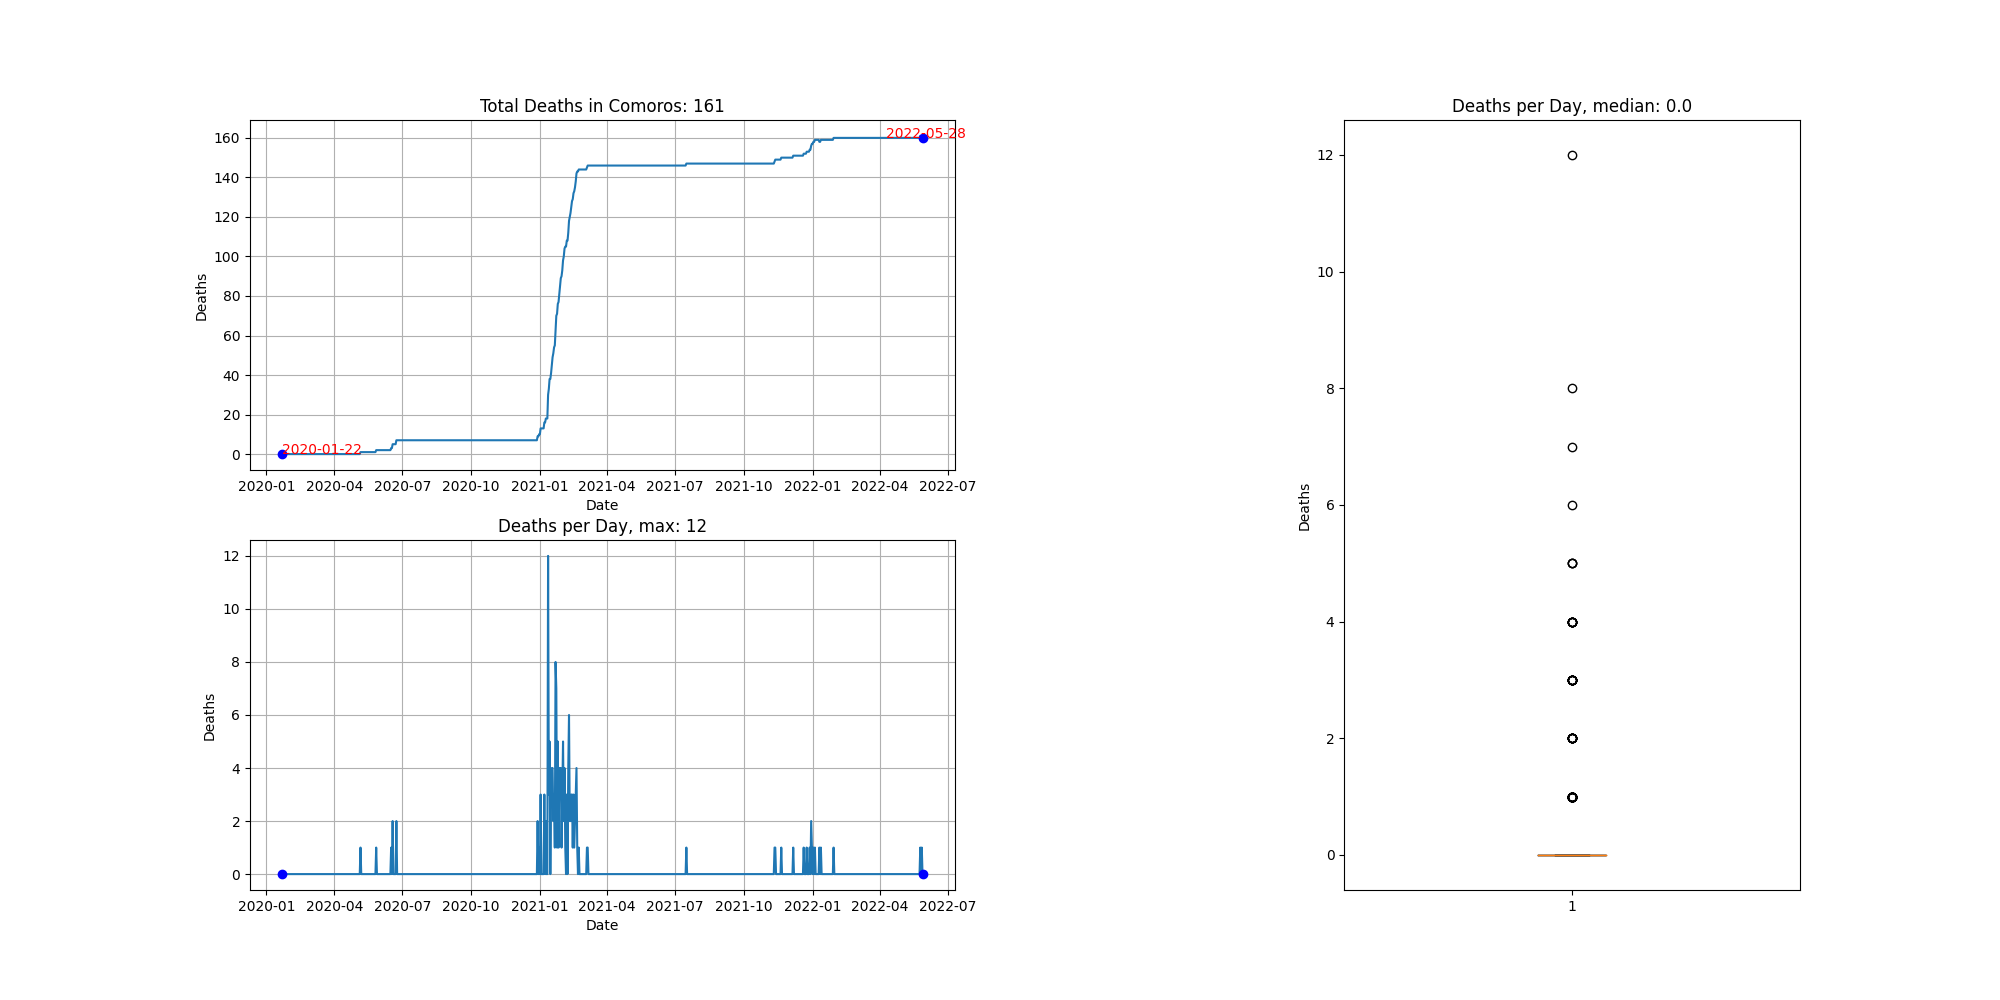 Total Deaths in Comoros: 161
160
140
120
100
80
60
40
20
0
Deaths
2022-05-28
2020-01-22
2020-01 2020-04 2020-07 2020-10 2021-01 2021-04 2021-07 2021-10 2022-01 2022-04 2022-07
Date
Deaths per Day, max: 12
12
10
8
6
4
2
0
Deaths
2020-01 2020-04 2020-07 2020-10 2021-01 2021-04 2021-07 2021-10 2022-01 2022-04 2022-07
Date
Deaths per Day, median: 0.0
12
10
8
6
4
2
0
Deaths
1